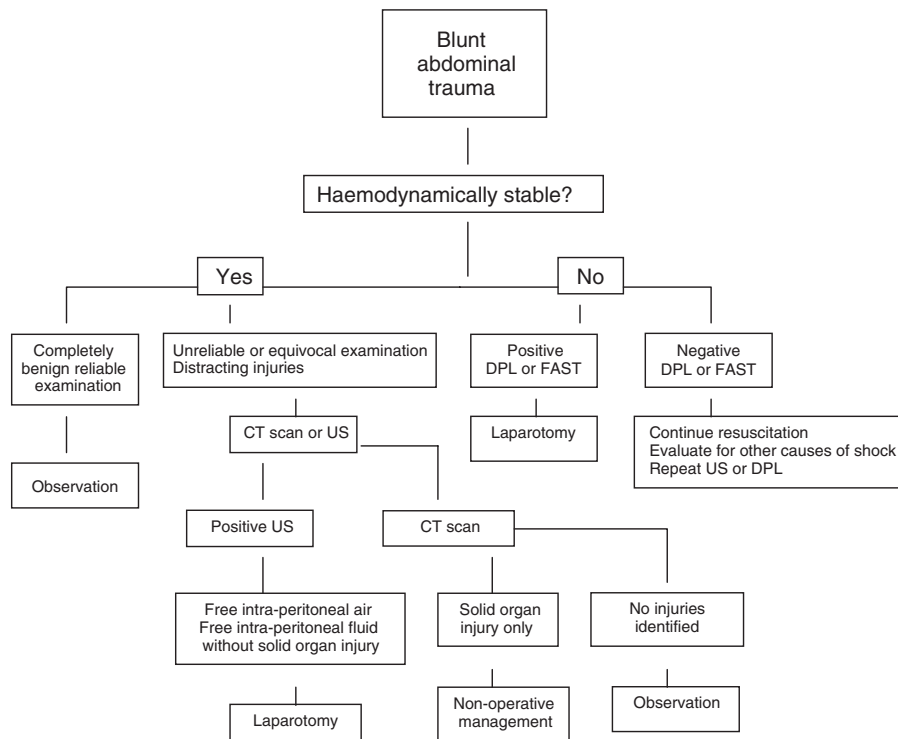 Blunt
abdominal
trauma
Haemodynamically stable?
Yes
No
Completely
benign reliable
examination
Unreliable or equivocal examination
Distracting injuries
Positive
DPL or FAST
Negative
DPL or FAST
CT scan or US
Laparotomy
Continue resuscitation
Evaluate for other causes of shock
Repeat US or DPL
Observation
Positive US
CT scan
Free intra-peritoneal air
Free intra-peritoneal fluid
without solid organ injury
Solid organ
injury only
No injuries
identified
Laparotomy
Non-operative
management
Observation